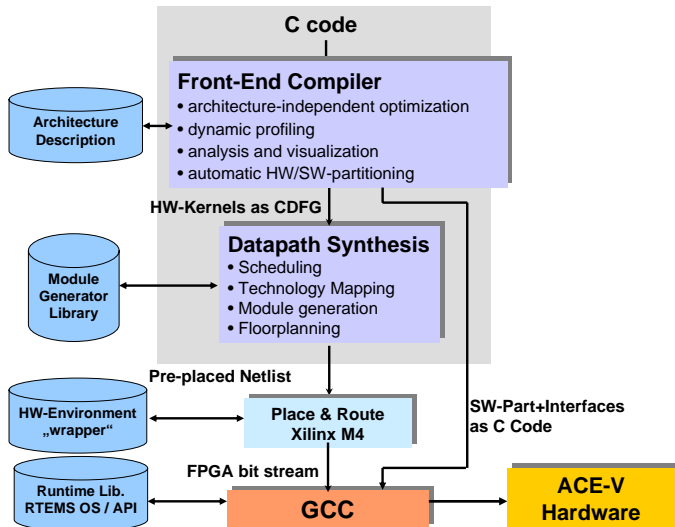 C code
Front-End Compiler
• architecture-independent optimization
• dynamic profiling
• analysis and visualization
• automatic HW/SW-partitioning
Architecture
Description
HW-Kernels as CDFG
Datapath Synthesis
• Scheduling
• Technology Mapping
• Module generation
• Floorplanning
Module
Generator
Library
Pre-placed Netlist
HW-Environment
„wrapper“
Place & Route
Xilinx M4
SW-Part+Interfaces
as C Code
FPGA bit stream
Runtime Lib.
RTEMS OS / API
GCC
ACE-V
Hardware